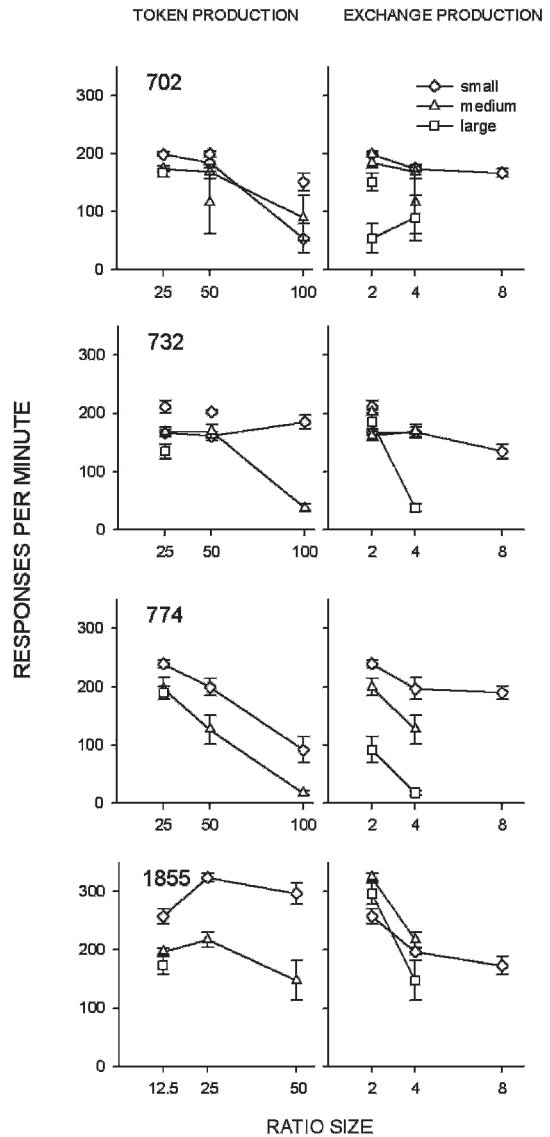 TOKEN PRODUCTION EXCHANGE PRODUCTION
702
small
medium
large
300
200
100
0
25 50 100 2 4 8
732
300
200
100
0
25 50 100 2 4 8
774
300
200
100
0
25 50 100 2 4 8
1855
300
200
100
0
12.5 25 50 2 4 8
RESPONSES PER MINUTE
RATIO SIZE